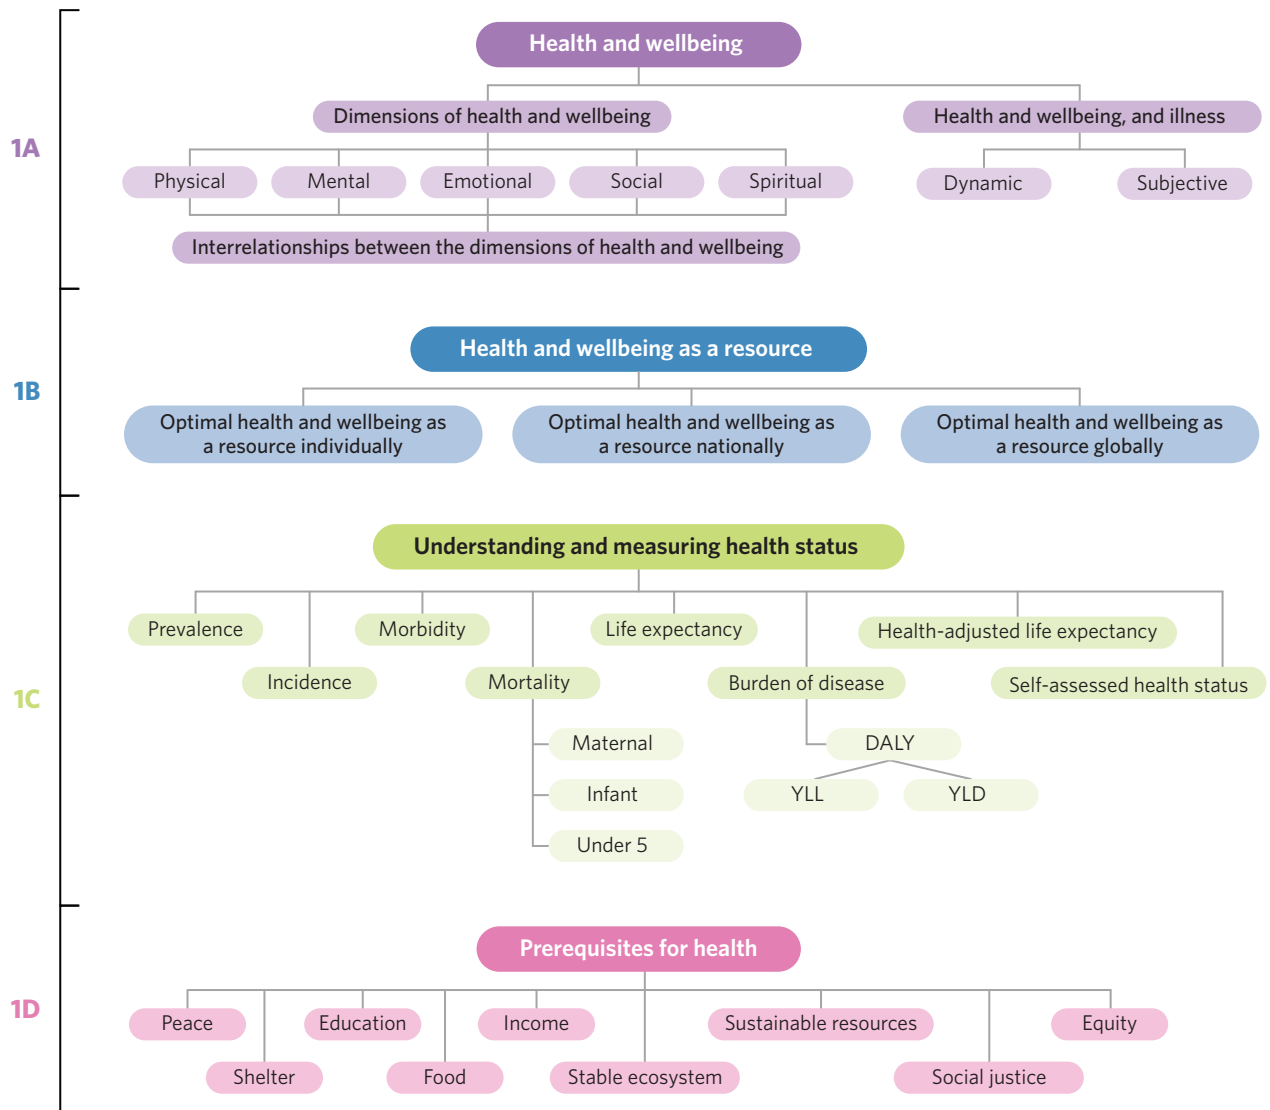 1A
Health and wellbeing
Dimensions of health and wellbeing
Health and wellbeing, and illness
Physical
Mental
Emotional
Social
Spiritual
Dynamic
Subjective
Interrelationships between the dimensions of health and wellbeing
1B
Health and wellbeing as a resource
Optimal health and wellbeing as
a resource individually
Optimal health and wellbeing as
a resource nationally
Optimal health and wellbeing as
a resource globally
1C
Understanding and measuring health status
Prevalence
Incidence
Morbidity
Mortality
Maternal
Infant
Under 5
Life expectancy
Burden of disease
DALY
YLL
YLD
Health-adjusted life expectancy
Self-assessed health status
1D
Prerequisites for health
Peace
Shelter
Education
Food
Income
Stable ecosystem
Sustainable resources
Social justice
Equity